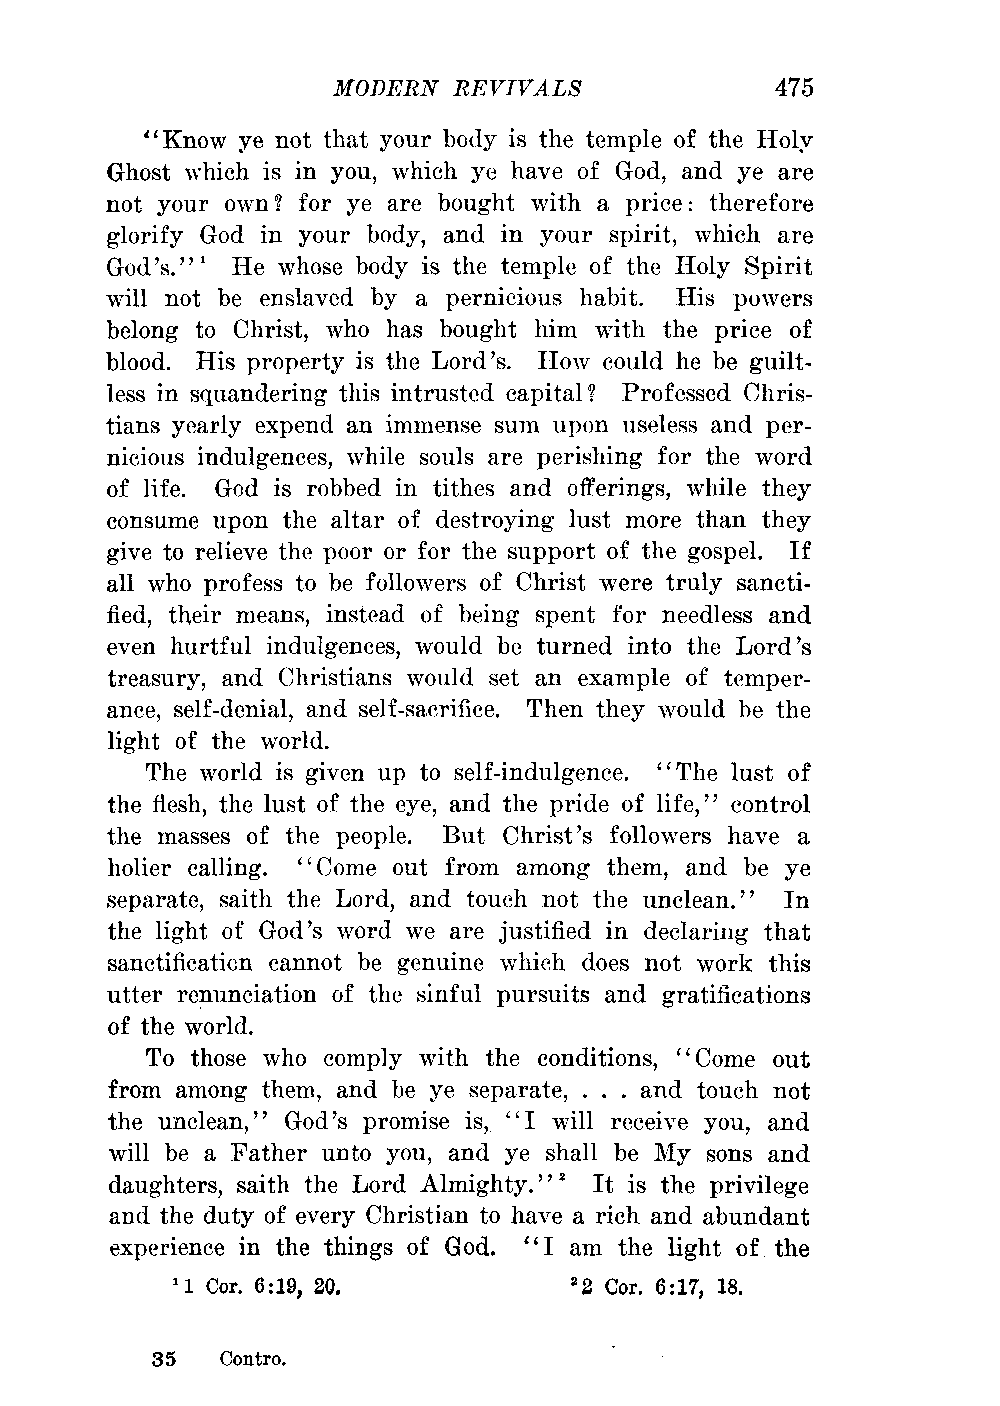 MODERN REVIVALS 475
“Know ye not that your body is the temple of the Holy
Ghost which is in you, which ye have of God, and ye are
not your own? for ye are bought with a price: therefore
glorify God in your body, and in your spirit, which are
God’s.”¹ He whose body is the temple of the Holy Spirit
will not be enslaved by a pernicious habit. His powers
belong to Christ, who has bought him with the price of
blood. His property is the Lord’s. How could he be guilt-
less in squandering this intrusted capital? Professed Chris-
tians yearly expend an immense sum upon useless and per-
nicious indulgences, while souls are perishing for the word
of life. God is robbed in tithes and offerings, while they
consume upon the altar of destroying lust more than they
give to relieve the poor or for the support of the gospel. If
all who profess to be followers of Christ were truly sancti-
fied, their means, instead of being spent for needless and
even hurtful indulgences, would be turned into the Lord’s
treasury, and Christians would set an example of temper-
ance, self-denial, and self-sacrifice. Then they would be the
light of the world.
The world is given up to self-indulgence. “The lust of
the flesh, the lust of the eye, and the pride of life,” control
the masses of the people. But Christ’s followers have a
holier calling. “Come out from among them, and be ye
separate, saith the Lord, and touch not the unclean.” In
the light of God’s word we are justified in declaring that
sanctification cannot be genuine which does not work this
utter renunciation of the sinful pursuits and gratifications
of the world.
To those who comply with the conditions, “Come out
from among them, and be ye separate, . . . and touch not
the unclean,” God’s promise is, “I will receive you, and
will be a Father unto you, and ye shall be My sons and
daughters, saith the Lord Almighty.”² It is the privilege
and the duty of every Christian to have a rich and abundant
experience in the things of God. “I am the light of the
¹1 Cor. 6:19, 20. ²2 Cor. 6:17, 18.
35 Contro.